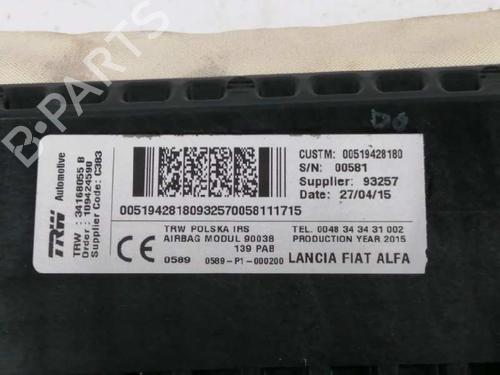 B-PARTS
D6
TRW Automotive
TRW : 34168055 B
Order : 109424590
Supplier Code: C383
CUSTM: 00519428180
S/N: 00581
Supplier: 93257
Date: 27/04/15
00519428180932570058111715
TRW POLSKA IRS
AIRBAG MODUL 90038
139 PAB
TEL. 0048 34 34 31 002
PRODUCTION YEAR 2015
CE 0589 0589-P1-000200
LANCIA FIAT ALFA